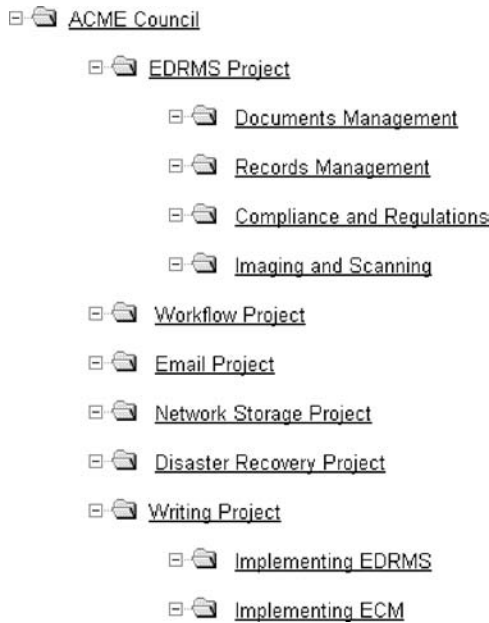 ACME Council
EDRMS Project
Documents Management
Records Management
Compliance and Regulations
Imaging and Scanning
Workflow Project
Email Project
Network Storage Project
Disaster Recovery Project
Writing Project
Implementing EDRMS
Implementing ECM